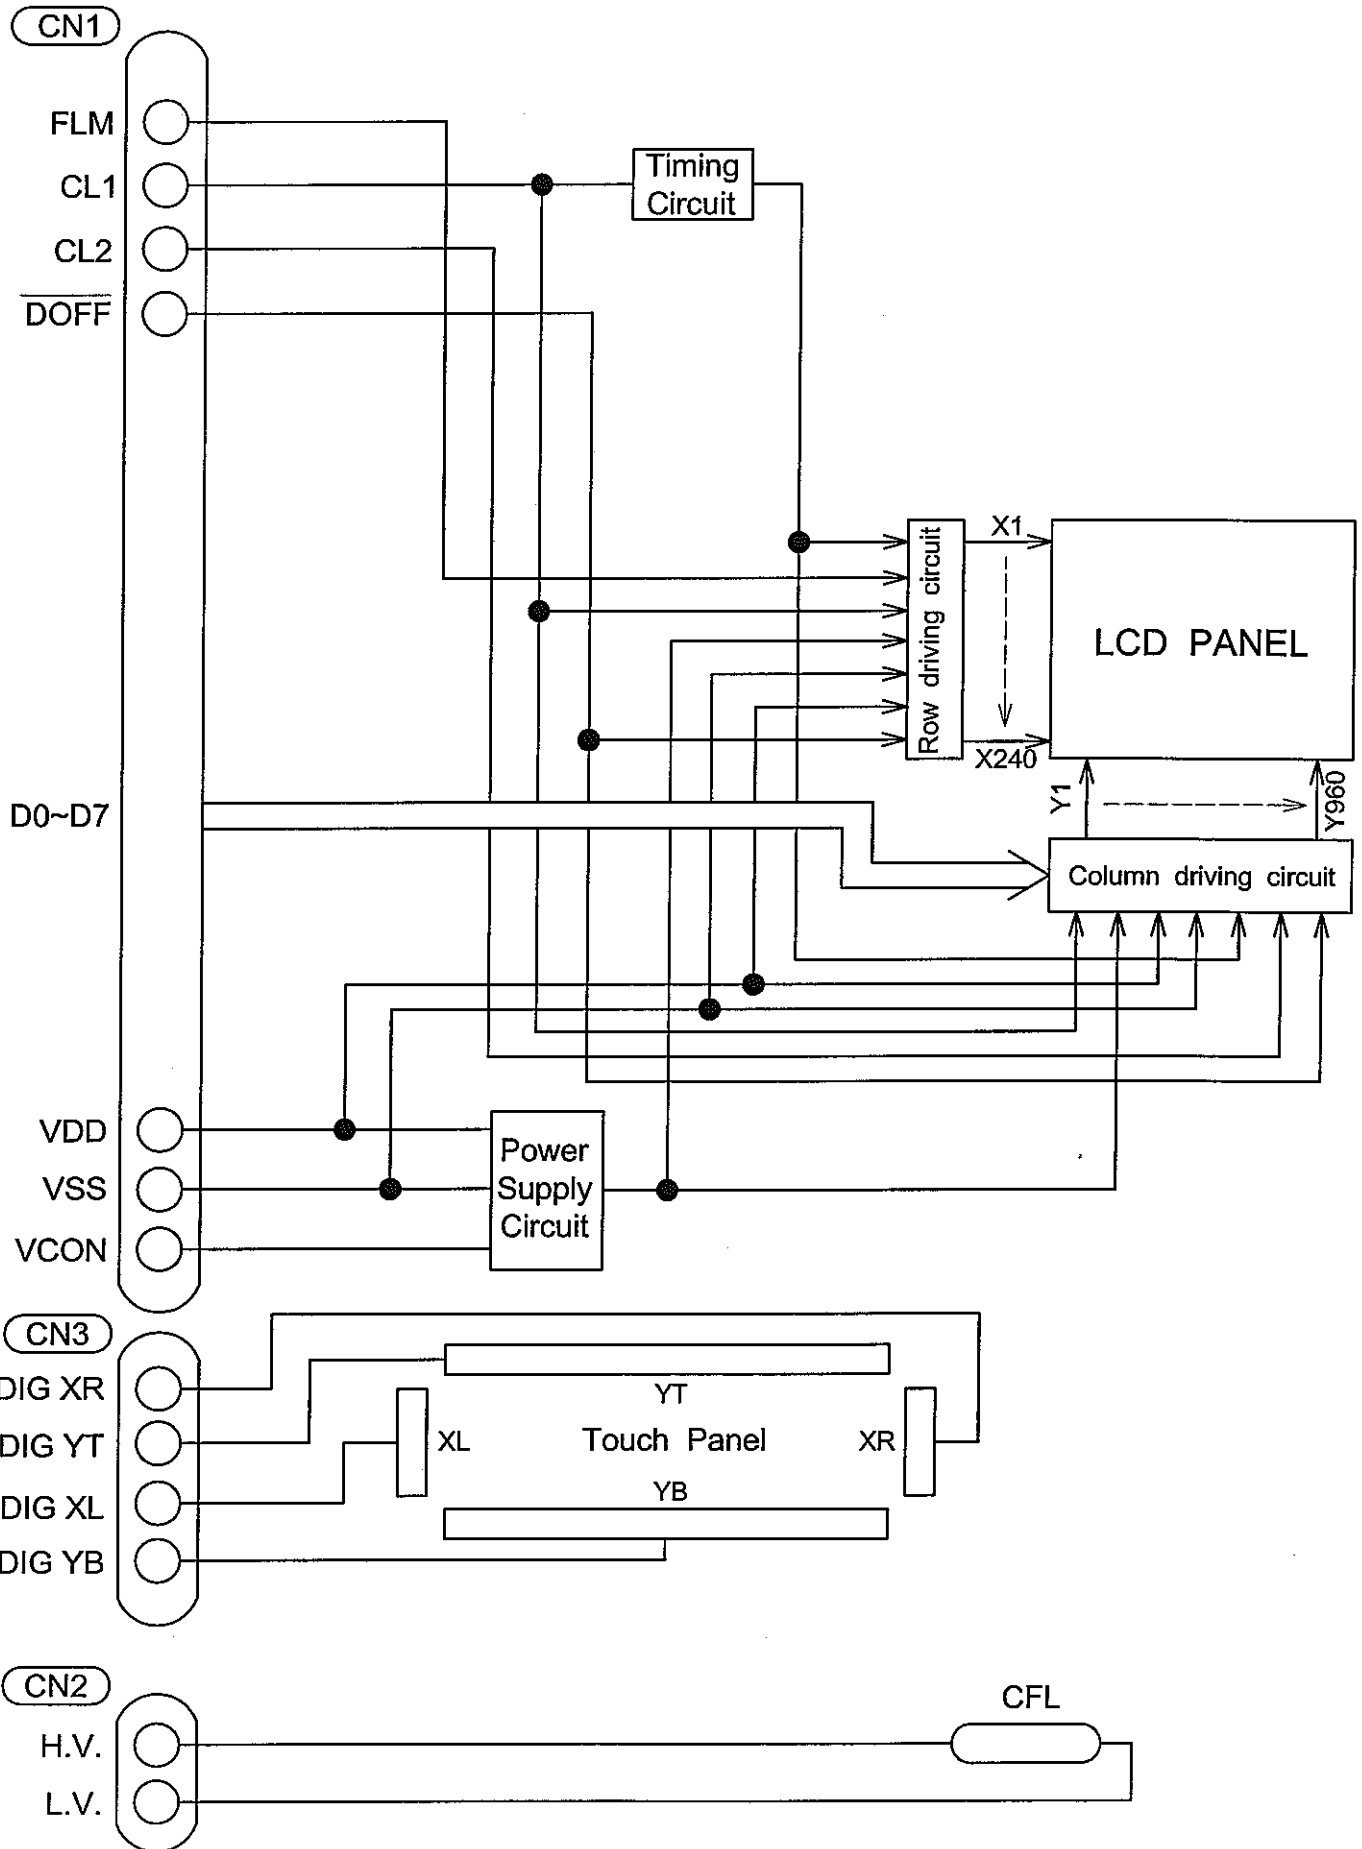 CN1
FLM
CL1
CL2
DOFF
Timing
Circuit
Row driving circuit
X1
X240
LCD PANEL
Y1
Y960
D0~D7
Column driving circuit
VDD
VSS
VCON
Power
Supply
Circuit
CN3
DIG XR
DIG YT
DIG XL
DIG YB
YT
XL
Touch Panel
XR
YB
CN2
H.V.
L.V.
CFL